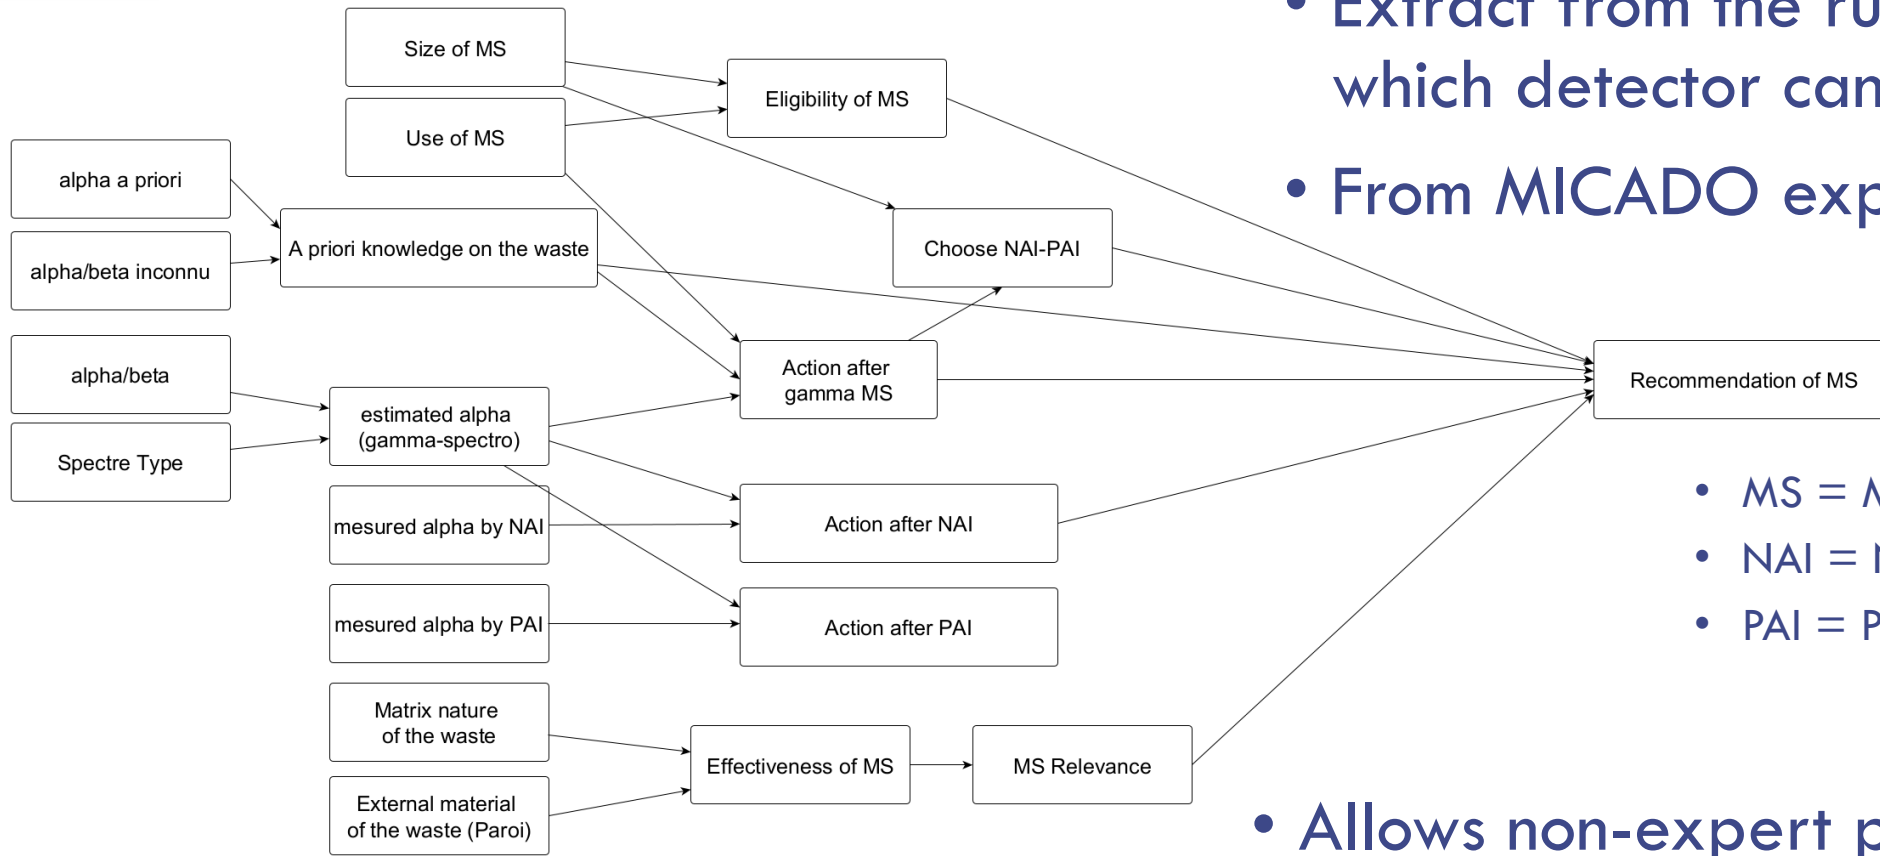 Size of MS
Use of MS
Eligibility of MS
alpha a priori
alpha/beta inconnu
A priori knowledge on the waste
Choose NAI-PAI
alpha/beta
Spectre Type
estimated alpha
(gamma-spectro)
Action after
gamma MS
Recommendation of MS
mesured alpha by NAI
Action after NAI
mesured alpha by PAI
Action after PAI
Matrix nature
of the waste
External material
of the waste (Paroi)
Effectiveness of MS
MS Relevance
• Extract from the ru
which detector can
• From MICADO exp
• MS = M
• NAI = N
• PAI = P
• Allows non-expert p